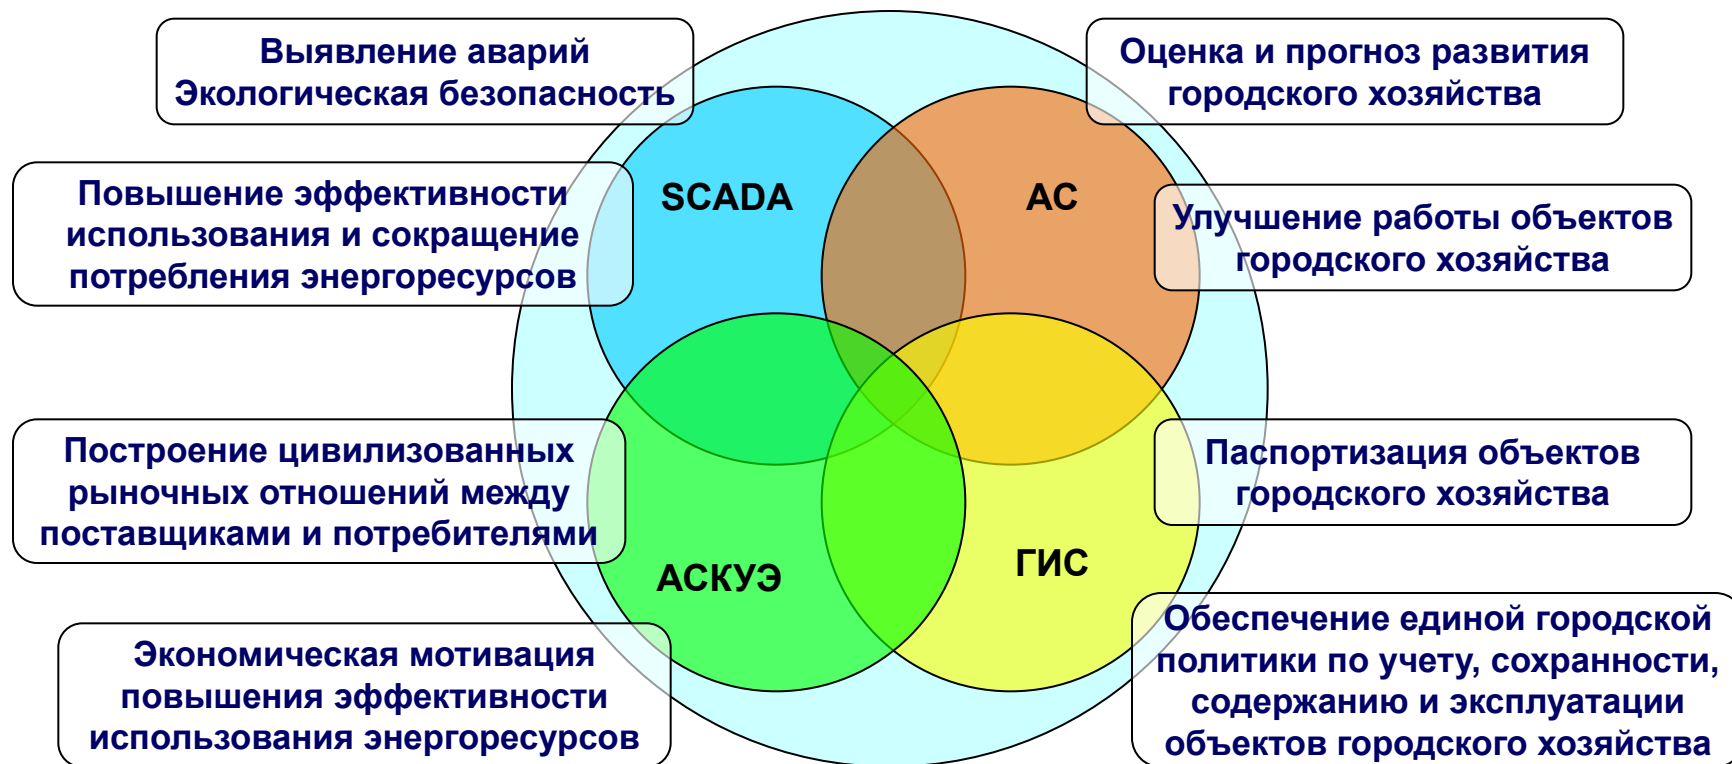 Выявление аварий
Экологическая безопасность
Оценка и прогноз развития
городского хозяйства
Повышение эффективности
использования и сокращение
потребления энергоресурсов
SCADA
АС
Улучшение работы объектов
городского хозяйства
Построение цивилизованных
рыночных отношений между
поставщиками и потребителями
Паспортизация объектов
городского хозяйства
АСКУЭ
ГИС
Экономическая мотивация
повышения эффективности
использования энергоресурсов
Обеспечение единой городской
политики по учету, сохранности,
содержанию и эксплуатации
объектов городского хозяйства